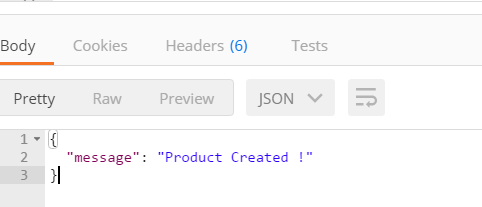 Body Cookies Headers (6) Tests
Pretty Raw Preview JSON
1 {
2 "message": "Product Created !"
3 }